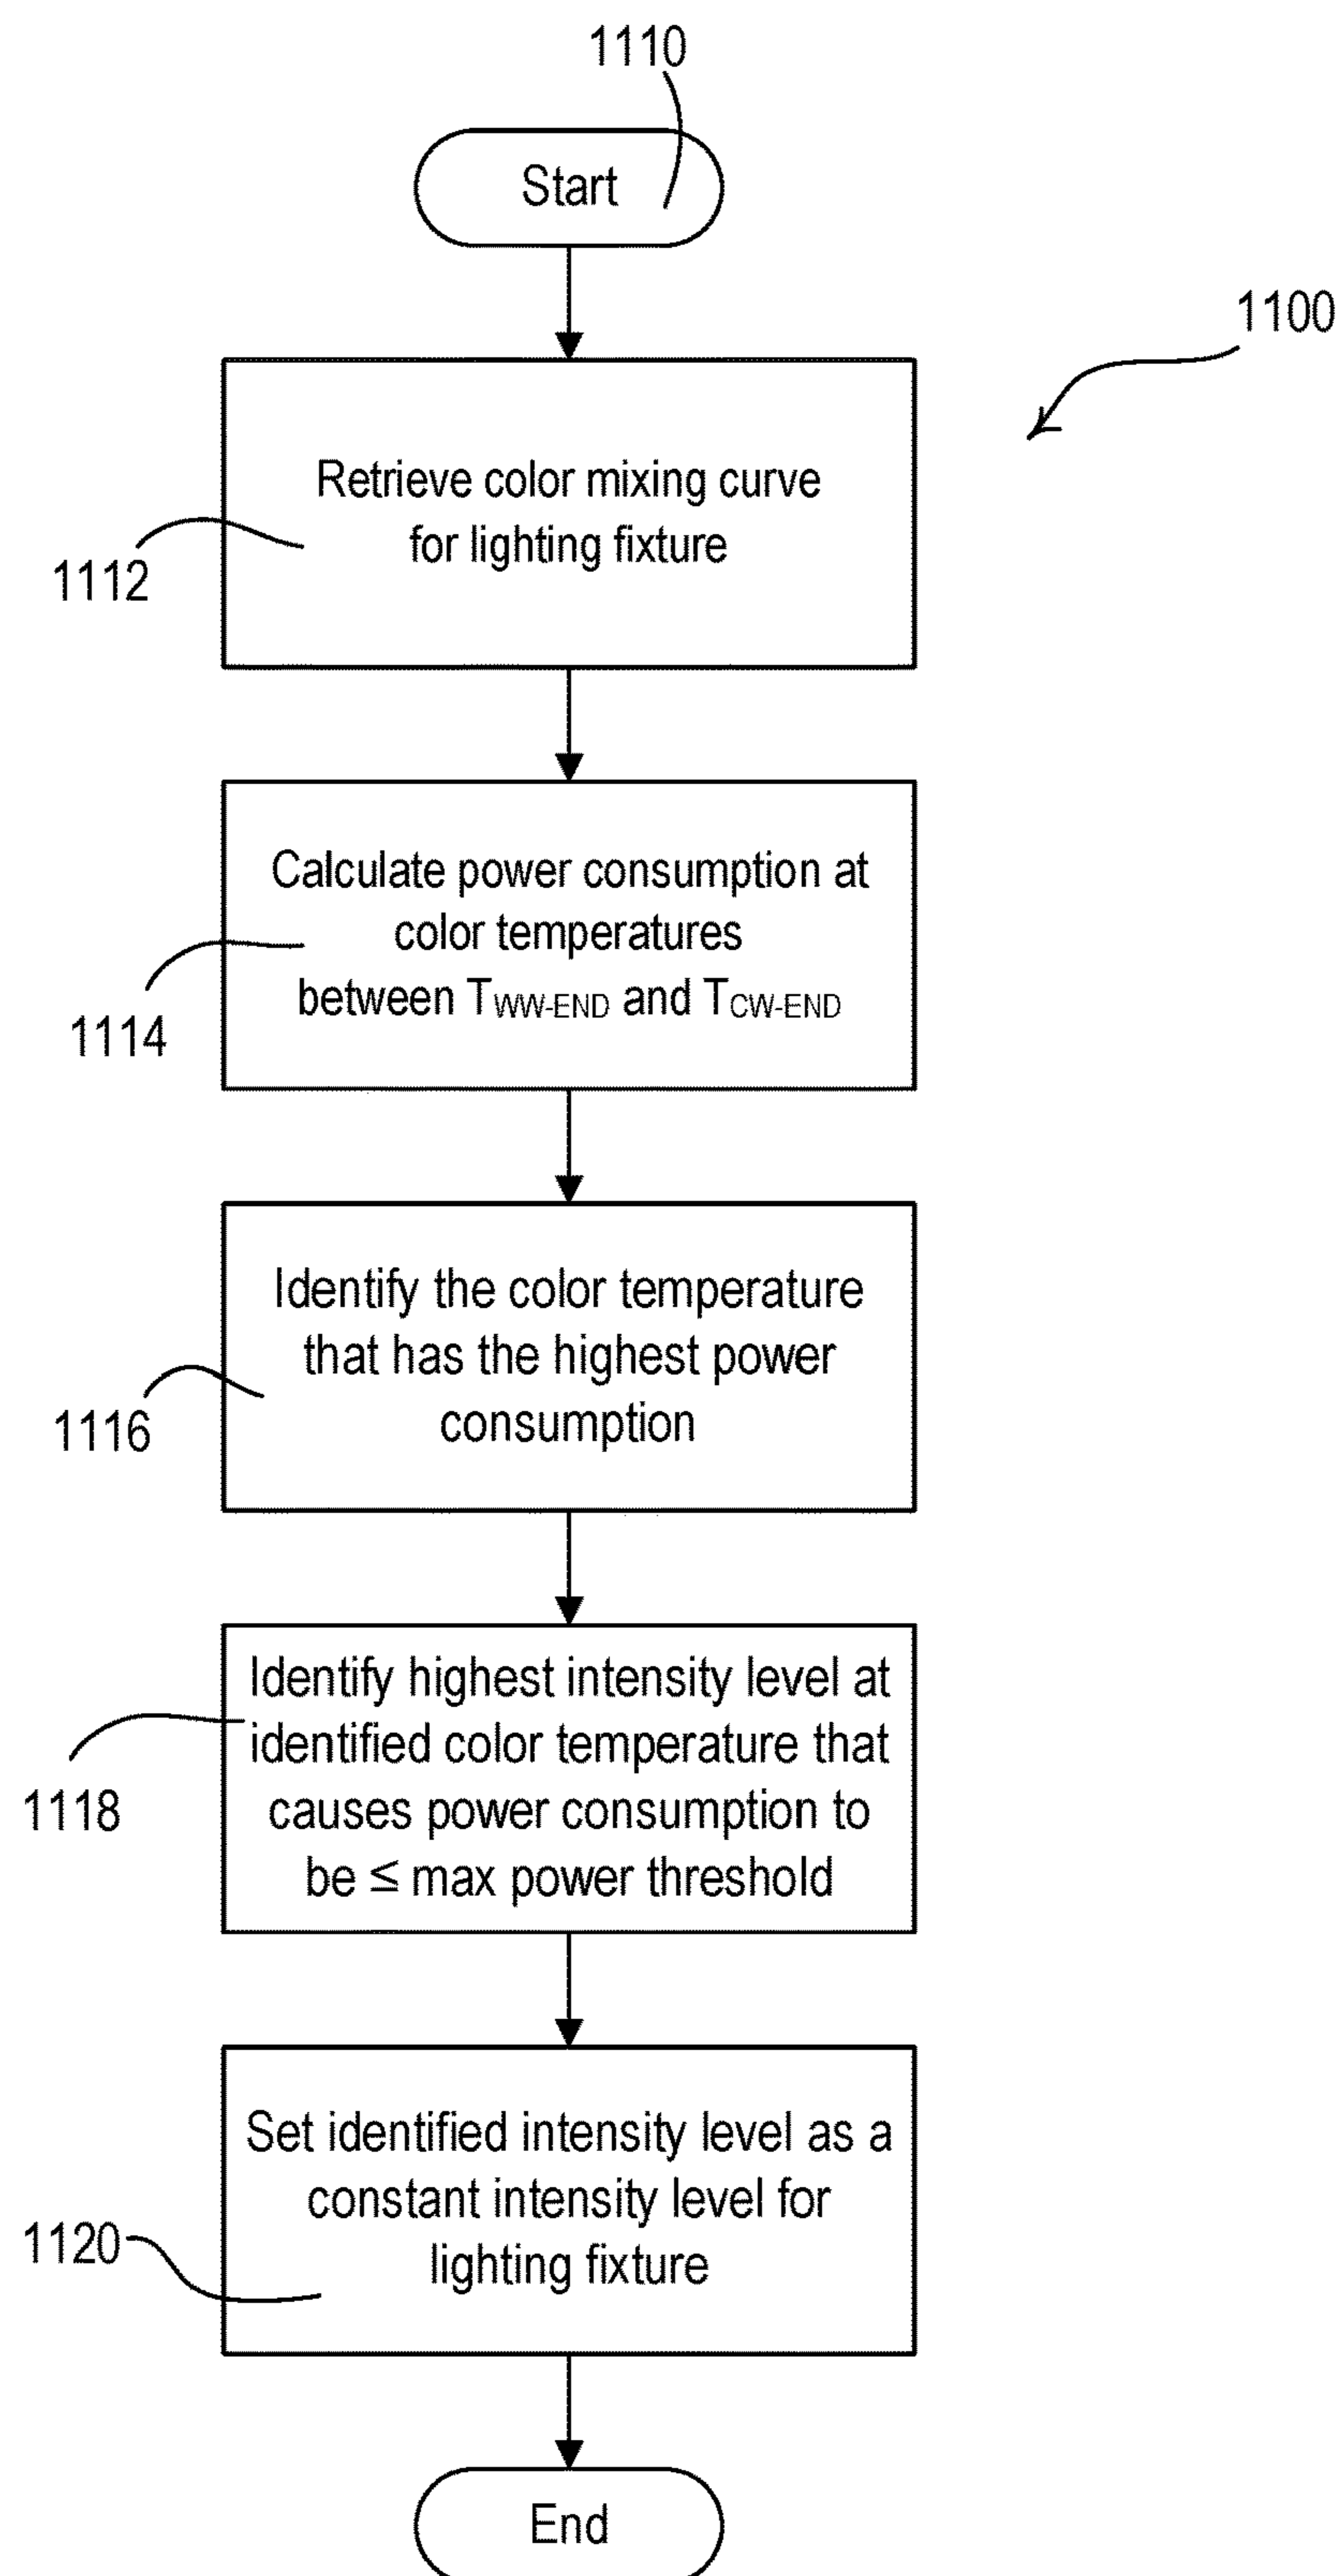 1110
Start
1100
Retrieve color mixing curve
for lighting fixture
1112
Calculate power consumption at
color temperatures
between TWW-END and TCW-END
1114
Identify the color temperature
that has the highest power
consumption
1116
Identify highest intensity level at
identified color temperature that
causes power consumption to
be ≤ max power threshold
1118
Set identified intensity level as a
constant intensity level for
lighting fixture
1120
End